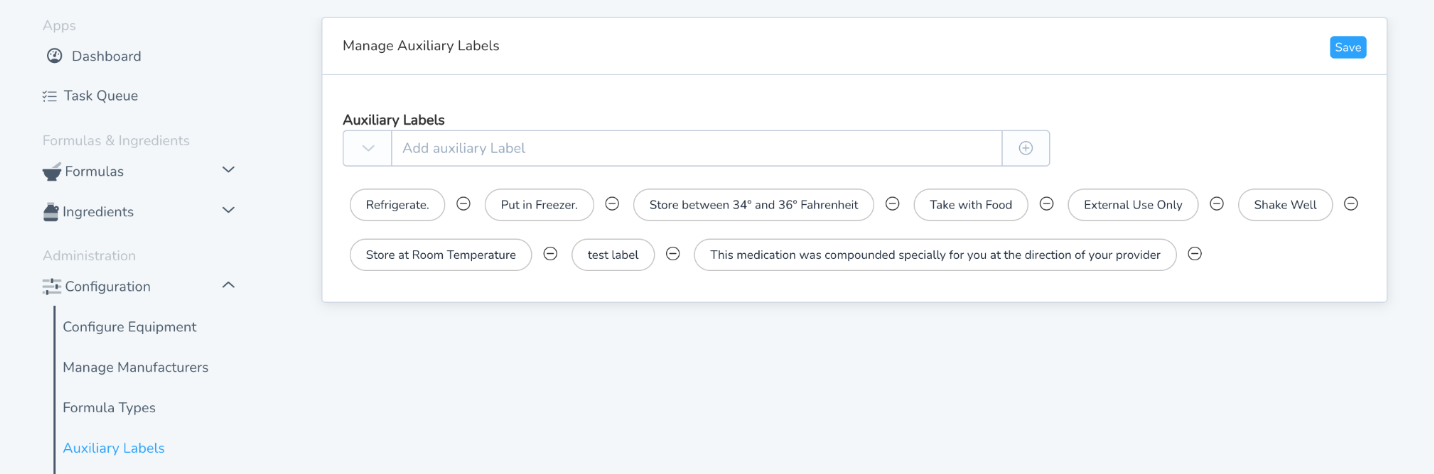 Apps
Dashboard
Task Queue
Formulas & Ingredients
Formulas
Ingredients
Administration
Configuration
Configure Equipment
Manage Manufacturers
Formula Types
Auxiliary Labels
Manage Auxiliary Labels
Save
Auxiliary Labels
Add auxiliary Label
Refrigerate. Put in Freezer. Store between 34° and 36° Fahrenheit Take with Food External Use Only Shake Well
Store at Room Temperature test label This medication was compounded specially for you at the direction of your provider